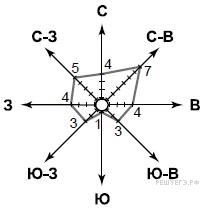 С
С-З С-В
5 4 7
З 4 4 В
3 1 3
Ю-З Ю-В
Ю
РЕШУЕГЭ.РФ